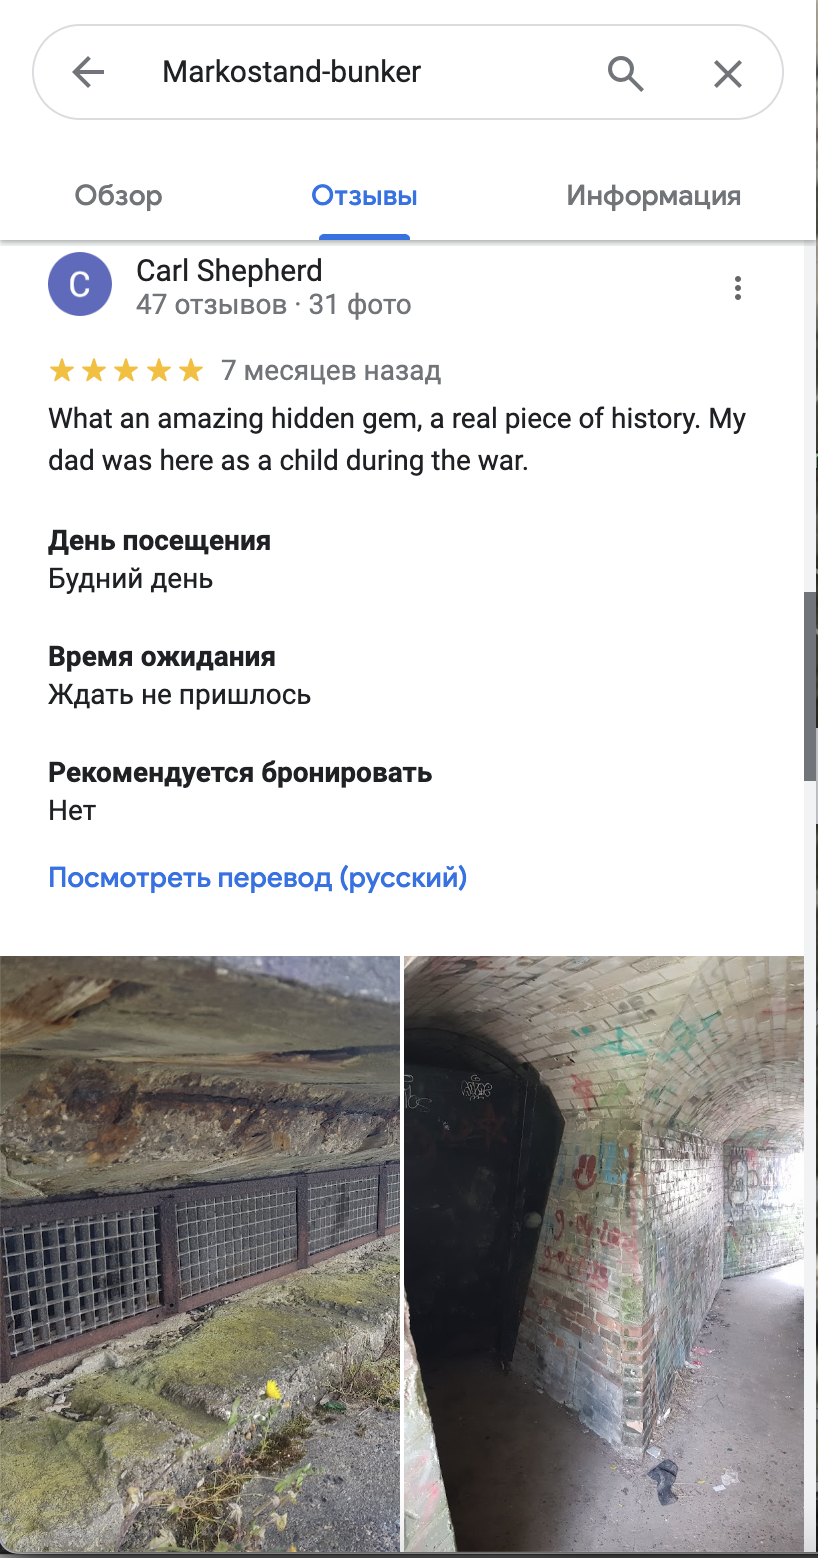 Markostand-bunker
Обзор
Отзывы
Информация
C
Carl Shepherd
47 отзывов · 31 фото
7 месяцев назад
What an amazing hidden gem, a real piece of history. My
dad was here as a child during the war.
День посещения
Будний день
Время ожидания
Ждать не пришлось
Рекомендуется бронировать
Нет
Посмотреть перевод (русский)